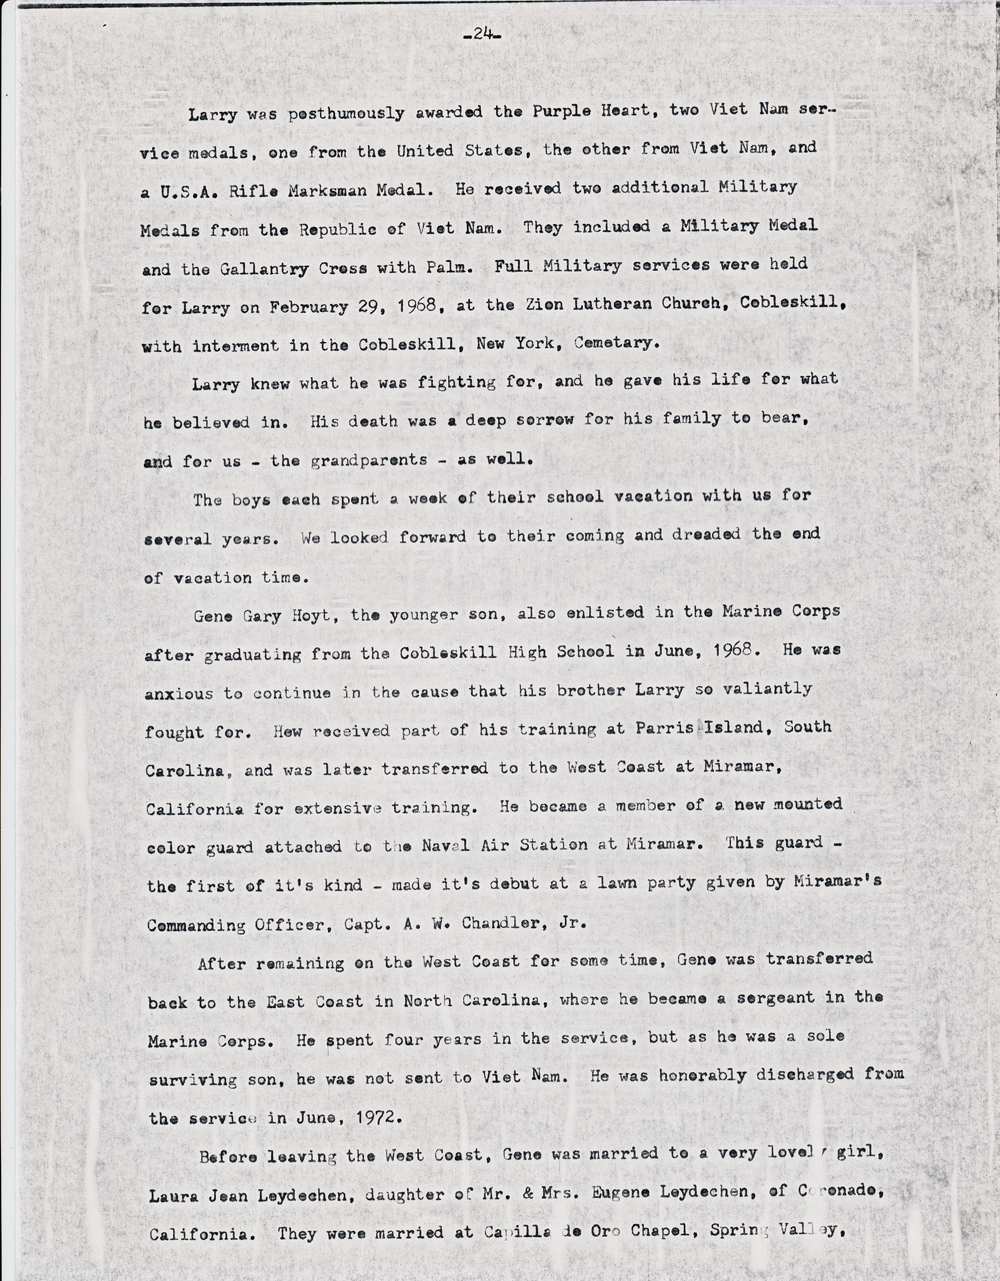 -24-
Larry was posthumously awarded the Purple Heart, two Viet Nam ser-
vice medals, one from the United States, the other from Viet Nam, and
a U.S.A. Rifle Marksman Medal. He received two additional Military
Medals from the Republic of Viet Nam. They included a Military Medal
and the Gallantry Cross with Palm. Full Military services were held
for Larry on February 29, 1968, at the Zion Lutheran Church, Cobleskill,
with interment in the Cobleskill, New York, Cemetary.
Larry knew what he was fighting for, and he gave his life for what
he believed in. His death was a deep sorrow for his family to bear,
and for us - the grandparents - as well.
The boys each spent a week of their school vacation with us for
several years. We looked forward to their coming and dreaded the end
of vacation time.
Gene Gary Hoyt, the younger son, also enlisted in the Marine Corps
after graduating from the Cobleskill High School in June, 1968. He was
anxious to continue in the cause that his brother Larry so valiantly
fought for. Hew received part of his training at Parris Island, South
Carolina, and was later transferred to the West Coast at Miramar,
California for extensive training. He became a member of a new mounted
color guard attached to the Naval Air Station at Miramar. This guard -
the first of it's kind - made it's debut at a lawn party given by Miramar's
Commanding Officer, Capt. A. W. Chandler, Jr.
After remaining on the West Coast for some time, Gene was transferred
back to the East Coast in North Carolina, where he became a sergeant in the
Marine Corps. He spent four years in the service, but as he was a sole
surviving son, he was not sent to Viet Nam. He was honorably discharged from
the service in June, 1972.
Before leaving the West Coast, Gene was married to a very lovely girl,
Laura Jean Leydechen, daughter of Mr. & Mrs. Eugene Leydechen, of Coronado,
California. They were married at Capilla de Oro Chapel, Spring Valley,